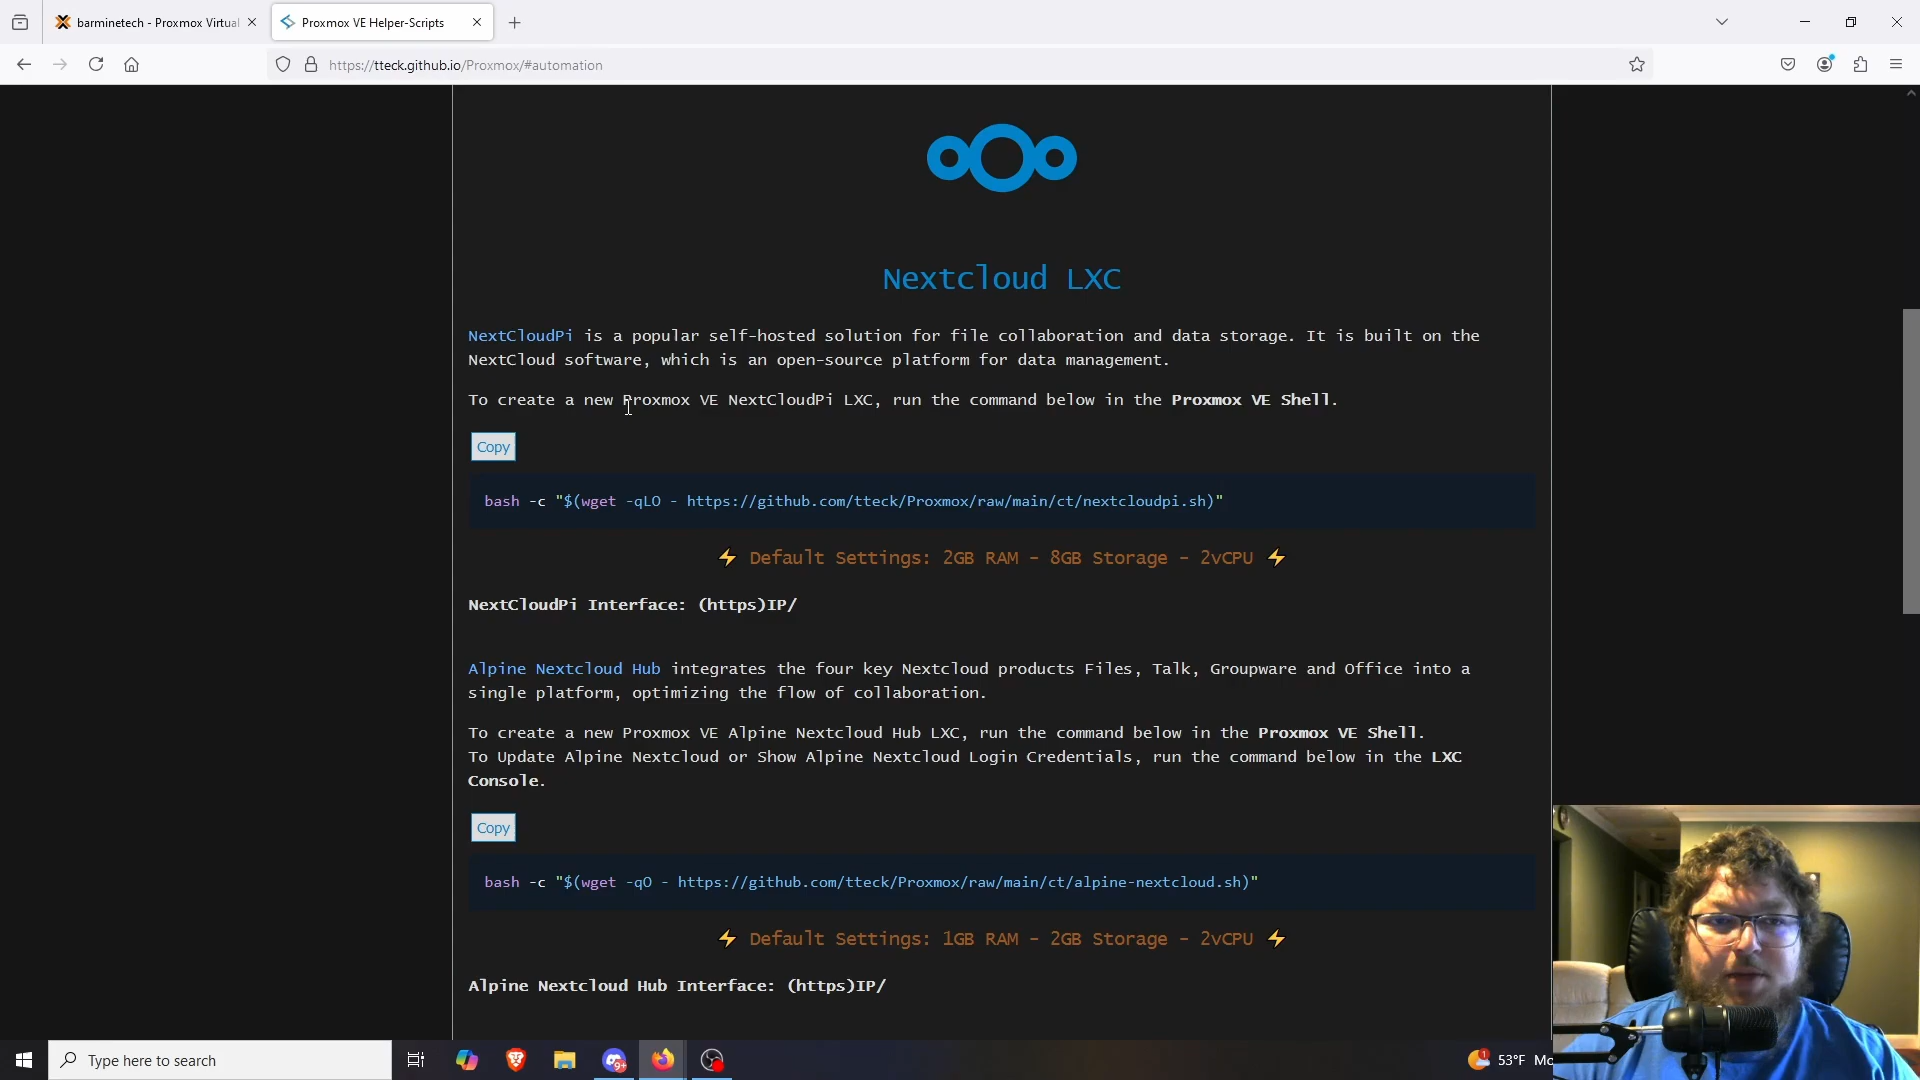 barminetech - Proxmox Virtual
Proxmox VE Helper-Scripts
https://tteck.github.io/Proxmox/#automation
Nextcloud LXC
NextCloudPi is a popular self-hosted solution for file collaboration and data storage. It is built on the
NextCloud software, which is an open-source platform for data management.
To create a new Proxmox VE NextCloudPi LXC, run the command below in the Proxmox VE Shell.
Copy
bash -c "$(wget -qLO - https://github.com/tteck/Proxmox/raw/main/ct/nextcloudpi.sh)"
⚡ Default Settings: 2GB RAM - 8GB Storage - 2vCPU ⚡
NextCloudPi Interface: (https)IP/
Alpine Nextcloud Hub integrates the four key Nextcloud products Files, Talk, Groupware and Office into a
single platform, optimizing the flow of collaboration.
To create a new Proxmox VE Alpine Nextcloud Hub LXC, run the command below in the Proxmox VE Shell.
To Update Alpine Nextcloud or Show Alpine Nextcloud Login Credentials, run the command below in the LXC
Console.
Copy
bash -c "$(wget -qO - https://github.com/tteck/Proxmox/raw/main/ct/alpine-nextcloud.sh)"
⚡ Default Settings: 1GB RAM - 2GB Storage - 2vCPU ⚡
Alpine Nextcloud Hub Interface: (https)IP/
Type here to search
9+
1
53°F Mo